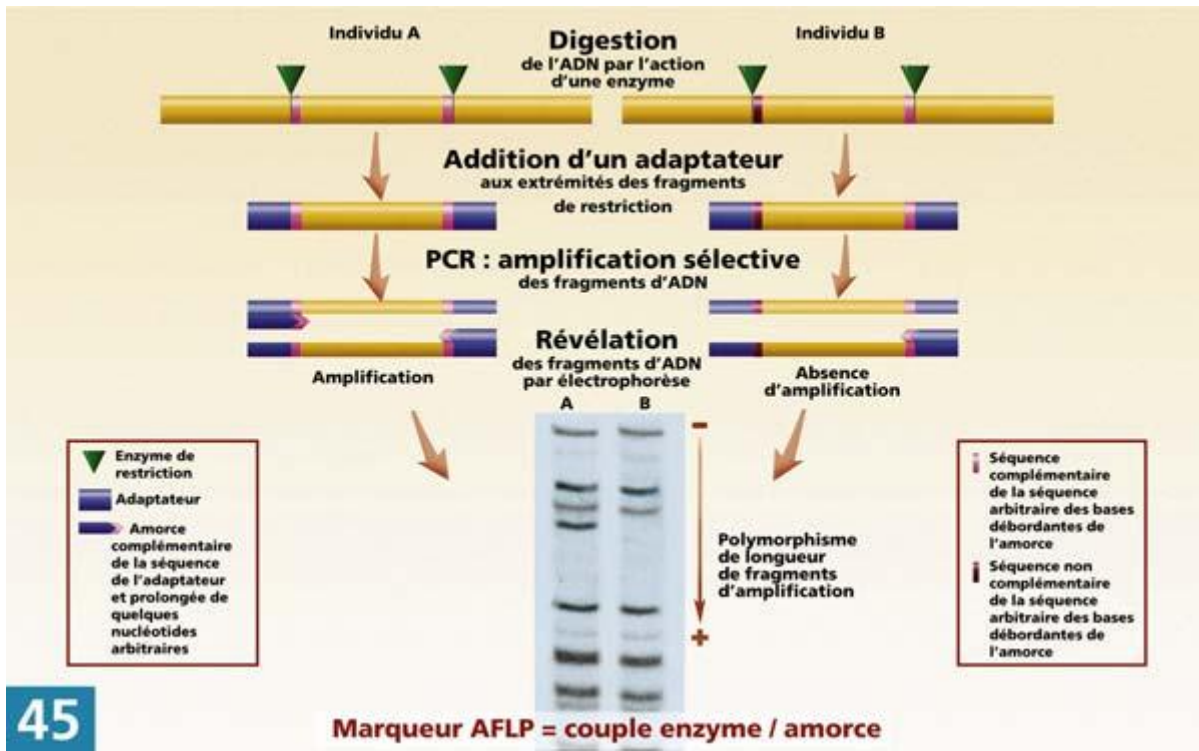 Individu A
Digestion
de l'ADN par l'action
d'une enzyme
Individu B
Addition d'un adaptateur
aux extrémités des fragments
de restriction
PCR : amplification sélective
des fragments d'ADN
Amplification
Révélation
des fragments d'ADN
par électrophorèse
Absence
d'amplification
A
B
-
+
Polymorphisme
de longueur
de fragments
d'amplification
Enzyme de
restriction
Adaptateur
Amorce
complémentaire
de la séquence
de l'adaptateur
et prolongée de
quelques
nucléotides
arbitraires
Séquence
complémentaire
de la séquence
arbitraire des bases
débordantes de
l'amorce
Séquence non
complémentaire
de la séquence
arbitraire des bases
débordantes de
l'amorce
45
Marqueur AFLP = couple enzyme / amorce